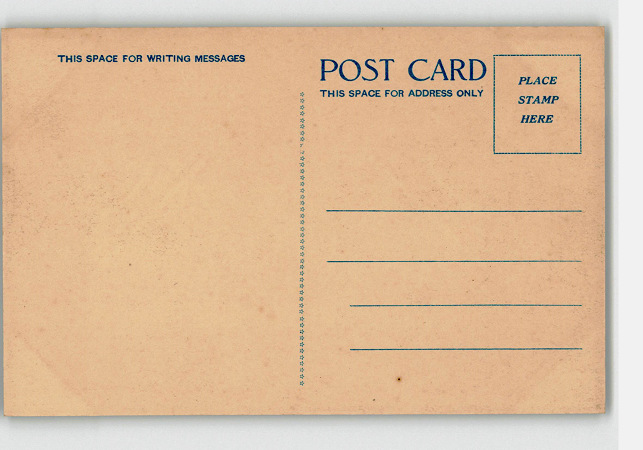 THIS SPACE FOR WRITING MESSAGES
POST CARD
THIS SPACE FOR ADDRESS ONLY
PLACE
STAMP
HERE